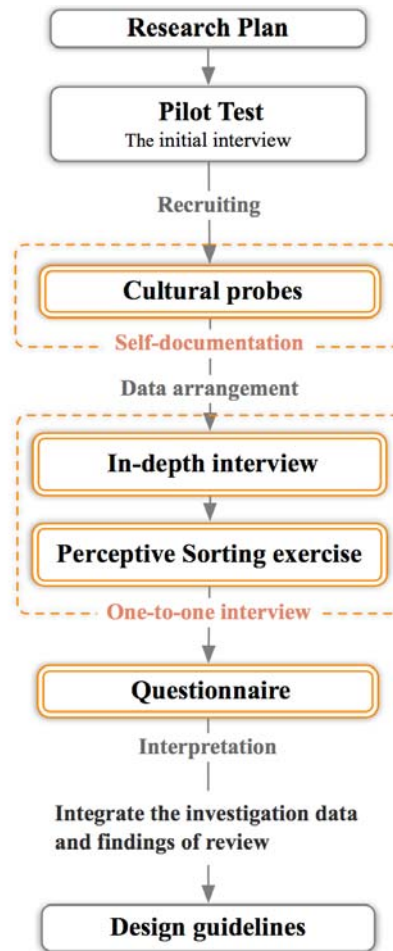 Research Plan
Pilot Test
The initial interview
Recruiting
Cultural probes
Self-documentation
Data arrangement
In-depth interview
Perceptive Sorting exercise
One-to-one interview
Questionnaire
Interpretation
Integrate the investigation data
and findings of review
Design guidelines